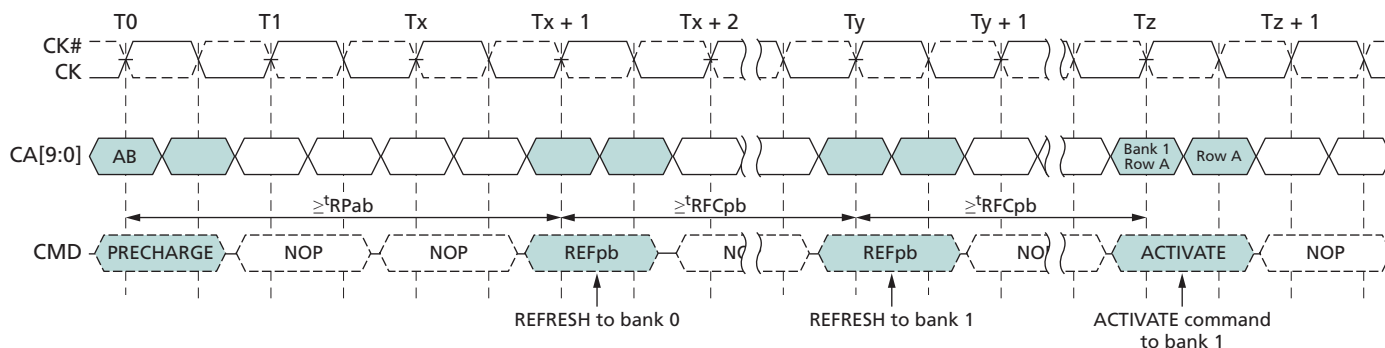 T0 T1 Tx Tx + 1 Tx + 2 Ty Ty + 1 Tz Tz + 1
CK#
CK
CA[9:0] AB Bank 1 Row A Row A
≥tRPab ≥tRFCpb ≥tRFCpb
CMD PRECHARGE NOP NOP REFpb REFpb ACTIVATE NOP
REFRESH to bank 0 REFRESH to bank 1 ACTIVATE command
to bank 1